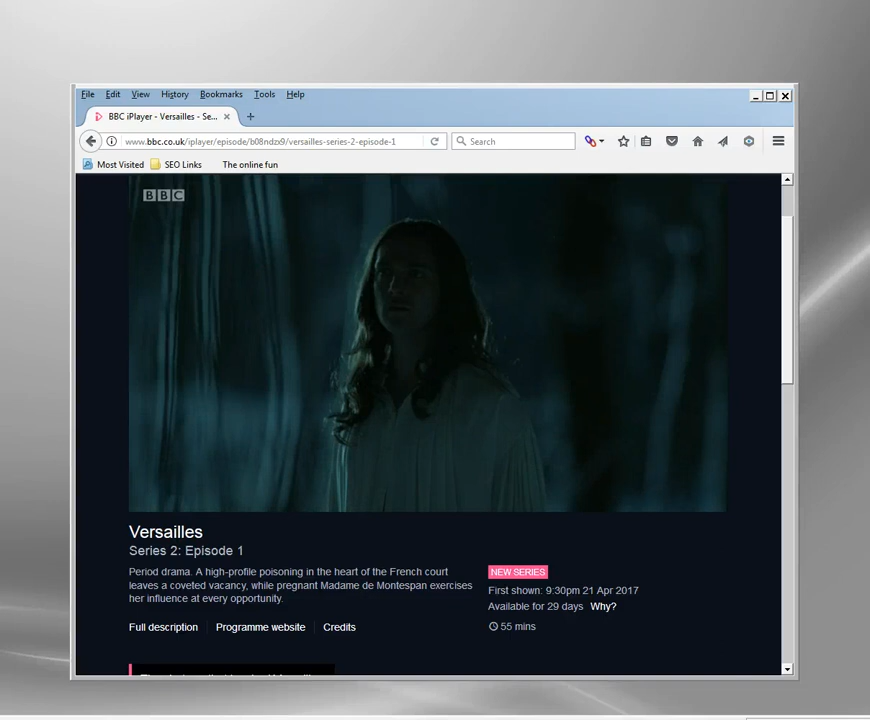 File Edit View History Bookmarks Tools Help
BBC iPlayer - Versailles - Se...
www.bbc.co.uk/iplayer/episode/b08ndzx9/versailles-series-2-episode-1
Search
Most Visited SEO Links The online fun
BBC
Versailles
Series 2: Episode 1
Period drama. A high-profile poisoning in the heart of the French court
leaves a coveted vacancy, while pregnant Madame de Montespan exercises
her influence at every opportunity.
NEW SERIES
First shown: 9:30pm 21 Apr 2017
Available for 29 days Why?
55 mins
Full description Programme website Credits